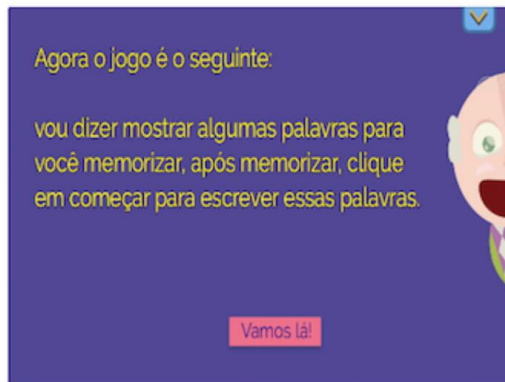 Agora o jogo é o seguinte:
vou dizer mostrar algumas palavras para
você memorizar, após memorizar, clique
em começar para escrever essas palavras.
Vamos lá!